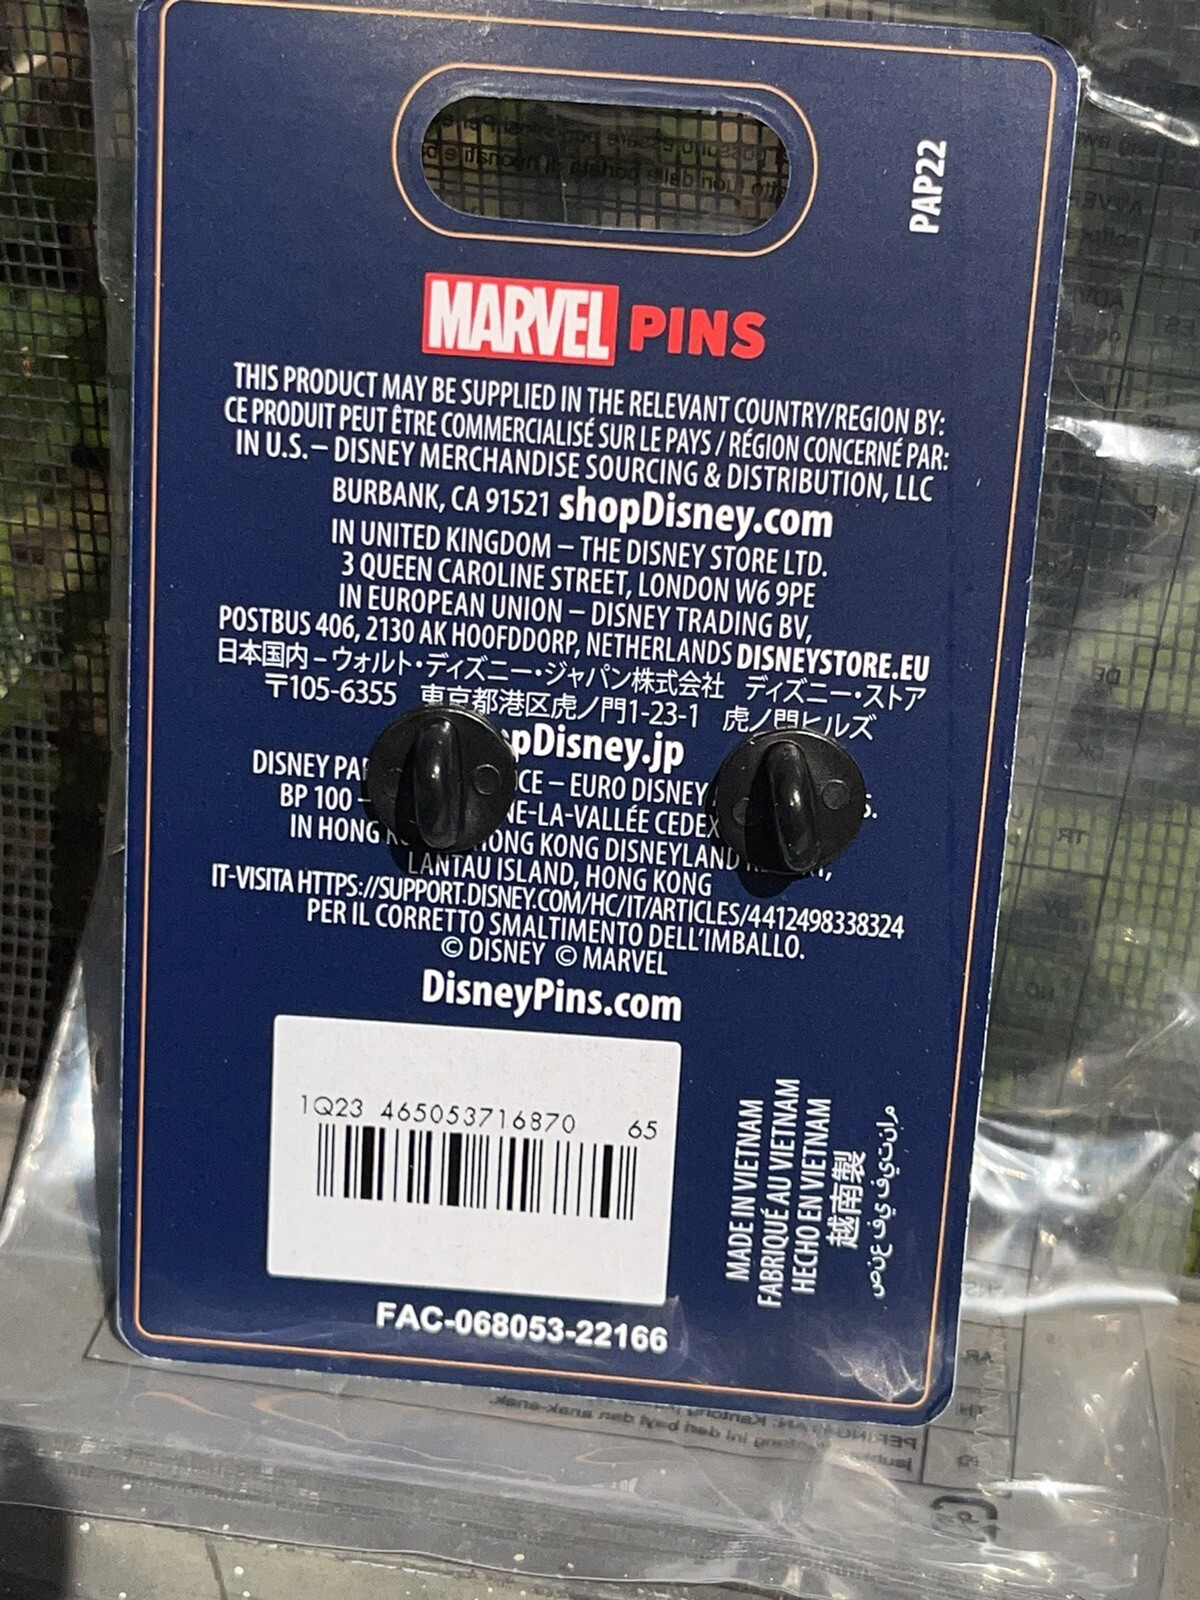 PAP22
MARVEL PINS
THIS PRODUCT MAY BE SUPPLIED IN THE RELEVANT COUNTRY/REGION BY:
CE PRODUIT PEUT ÊTRE COMMERCIALISÉ SUR LE PAYS / RÉGION CONCERNÉ PAR:
IN U.S.– DISNEY MERCHANDISE SOURCING & DISTRIBUTION, LLC
BURBANK, CA 91521 shopDisney.com
IN UNITED KINGDOM – THE DISNEY STORE LTD.
3 QUEEN CAROLINE STREET, LONDON W6 9PE
IN EUROPEAN UNION – DISNEY TRADING BV,
POSTBUS 406, 2130 AK HOOFDDORP, NETHERLANDS DISNEYSTORE.EU
日本国内–ウォルト・ディズニー・ジャパン株式会社 ディズニー・ストア
〒105-6355 東京都港区虎ノ門1-23-1 虎ノ門ヒルズ
pDisney.jp
DISNEY – EURO DISNEY
BP 100 – NE-LA-VALLÉE CEDEX
IN HONG KONG DISNEYLAND
LANTAU ISLAND, HONG KONG
IT-VISITA HTTPS://SUPPORT.DISNEY.COM/HC/IT/ARTICLES/4412498338324
PER IL CORRETTO SMALTIMENTO DELL'IMBALLO.
© DISNEY © MARVEL
DisneyPins.com
1Q23 465053716870 65
FAC-068053-22166
MADE IN VIETNAM
FABRIQUÉ AU VIETNAM
HECHO EN VIETNAM
越南製
صنع في فيتنام